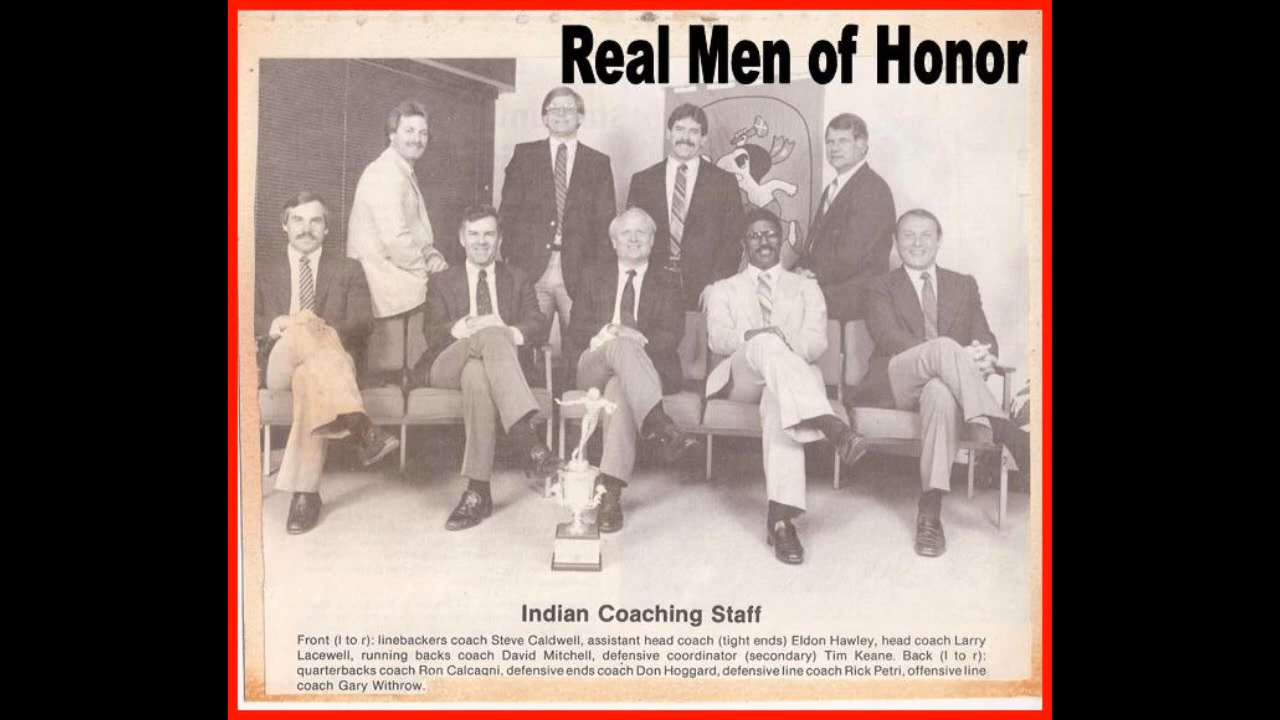 Real Men of Honor
Indian Coaching Staff
Front (l to r): linebackers coach Steve Caldwell, assistant head coach (tight ends) Eldon Hawley, head coach Larry
Lacewell, running backs coach David Mitchell, defensive coordinator (secondary) Tim Keane. Back (l to r):
quarterbacks coach Ron Calcagni, defensive ends coach Don Hoggard, defensive line coach Rick Petri, offensive line
coach Gary Withrow.